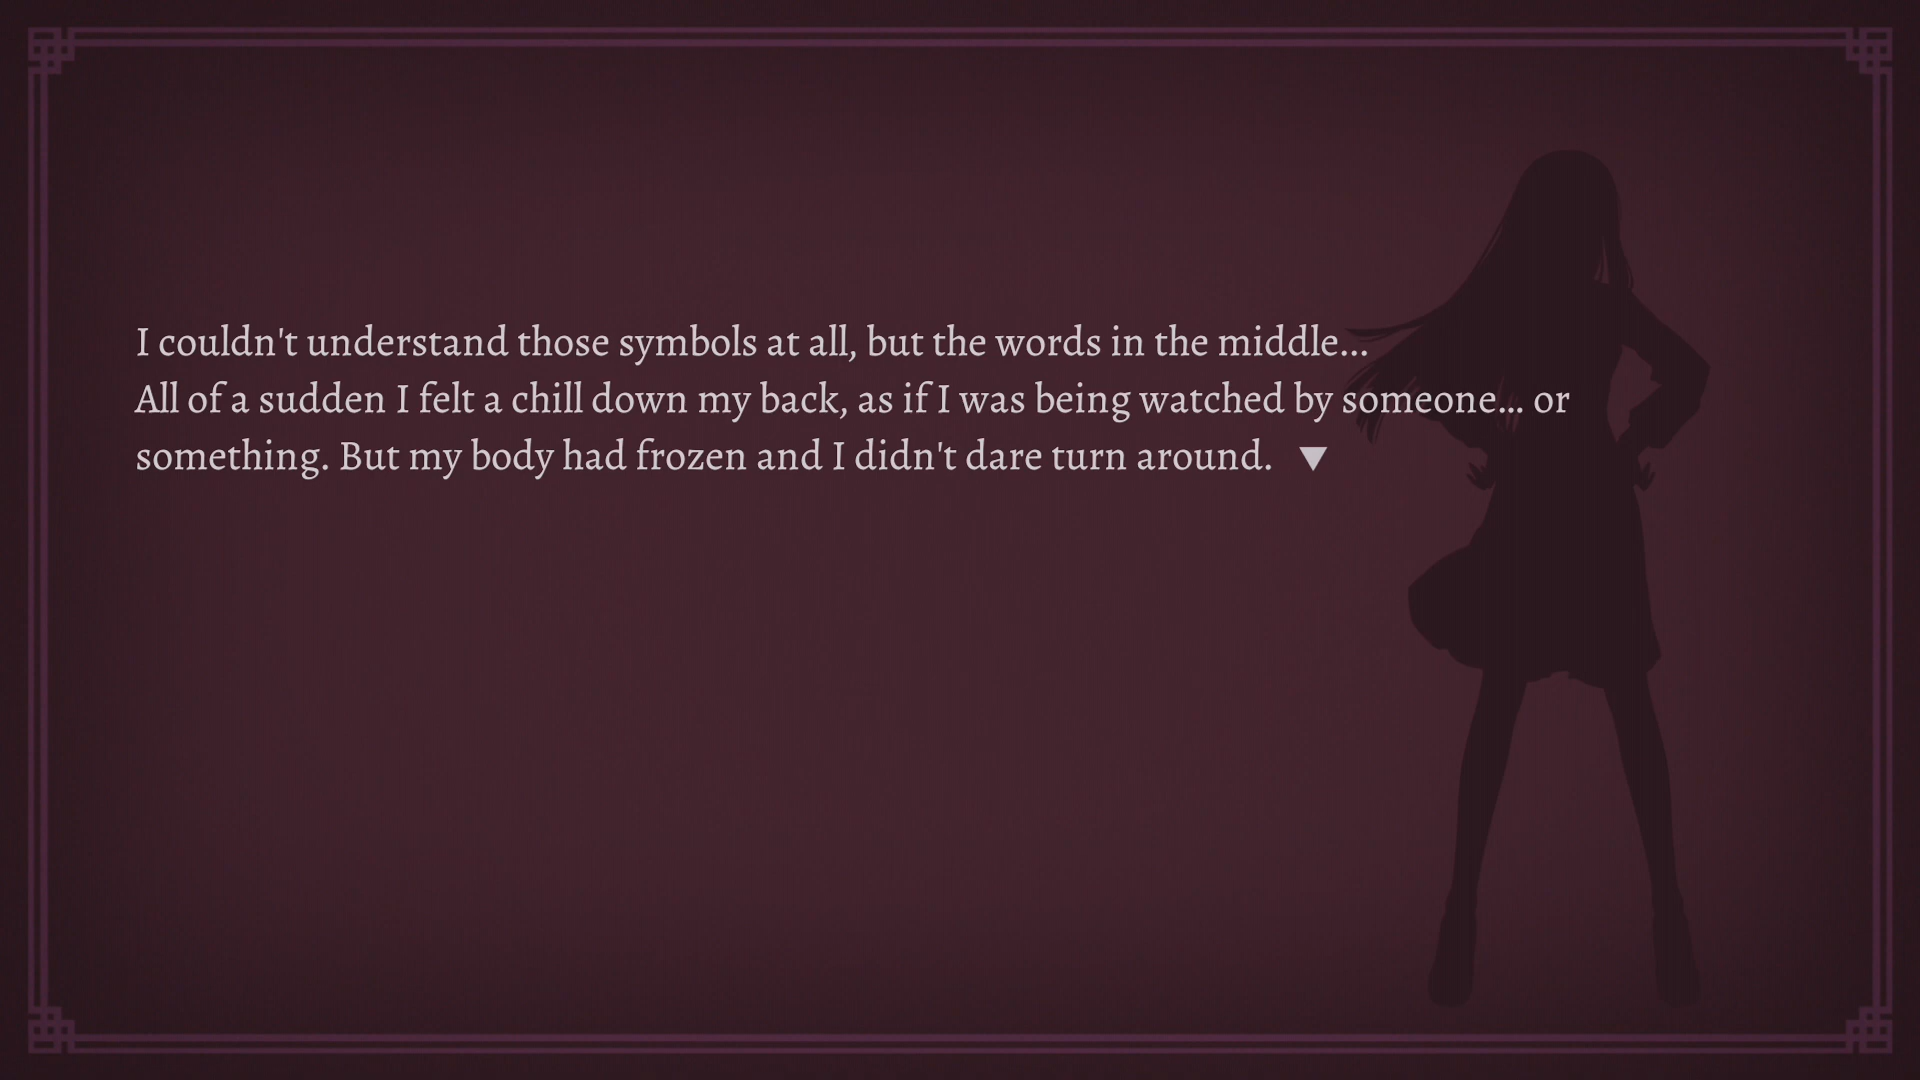 I couldn't understand those symbols at all, but the words in the middle...
All of a sudden I felt a chill down my back, as if I was being watched by someone... or
something. But my body had frozen and I didn't dare turn around.